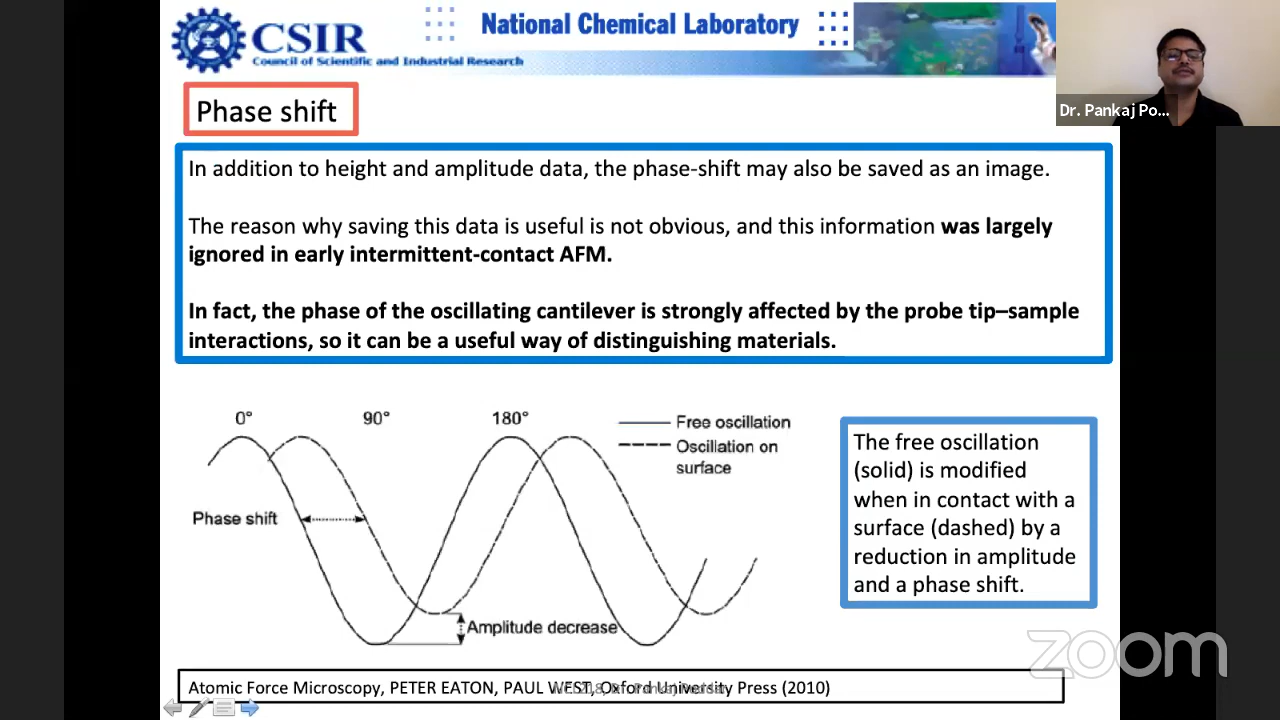 CSIR
Council of Scientific and Industrial Research
National Chemical Laboratory
Dr. Pankaj Po...
Phase shift
In addition to height and amplitude data, the phase-shift may also be saved as an image.
The reason why saving this data is useful is not obvious, and this information was largely
ignored in early intermittent-contact AFM.
In fact, the phase of the oscillating cantilever is strongly affected by the probe tip–sample
interactions, so it can be a useful way of distinguishing materials.
0° 90° 180°
Free oscillation
Oscillation on
surface
Phase shift
Amplitude decrease
The free oscillation
(solid) is modified
when in contact with a
surface (dashed) by a
reduction in amplitude
and a phase shift.
zoom
Atomic Force Microscopy, PETER EATON, PAUL WEST, Oxford University Press (2010)